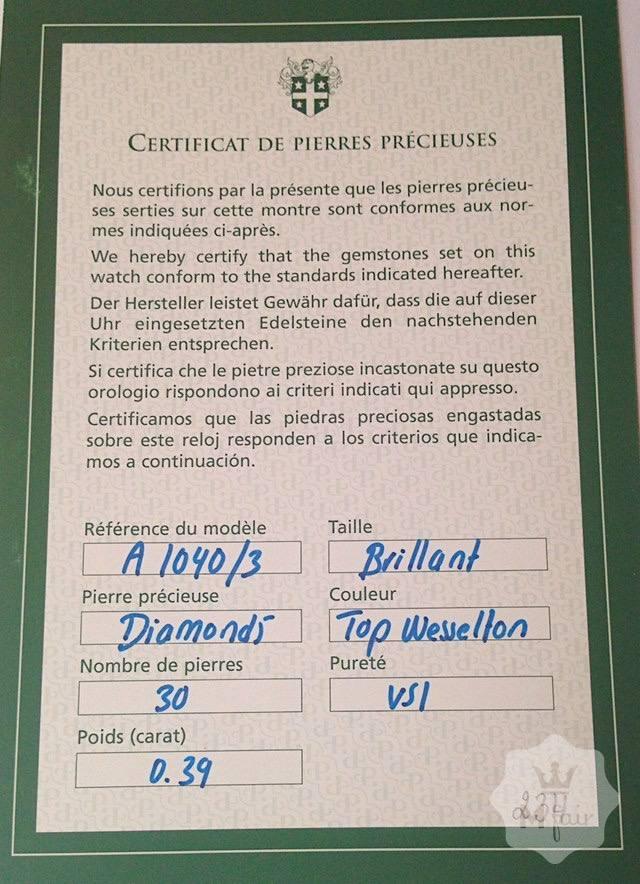 CERTIFICAT DE PIERRES PRÉCIEUSES
Nous certifions par la présente que les pierres précieu-
ses serties sur cette montre sont conformes aux nor-
mes indiquées ci-après.
We hereby certify that the gemstones set on this
watch conform to the standards indicated hereafter.
Der Hersteller leistet Gewähr dafür, dass die auf dieser
Uhr eingesetzten Edelsteine den nachstehenden
Kriterien entsprechen.
Si certifica che le pietre preziose incastonate su questo
orologio rispondono ai criteri indicati qui appresso.
Certificamos que las piedras preciosas engastadas
sobre este reloj responden a los criterios que indica-
mos a continuación.
Référence du modèle
A 1040/3
Taille
Brillant
Pierre précieuse
Diamonds
Couleur
Top Wesselton
Nombre de pierres
30
Pureté
VSI
Poids (carat)
0.39